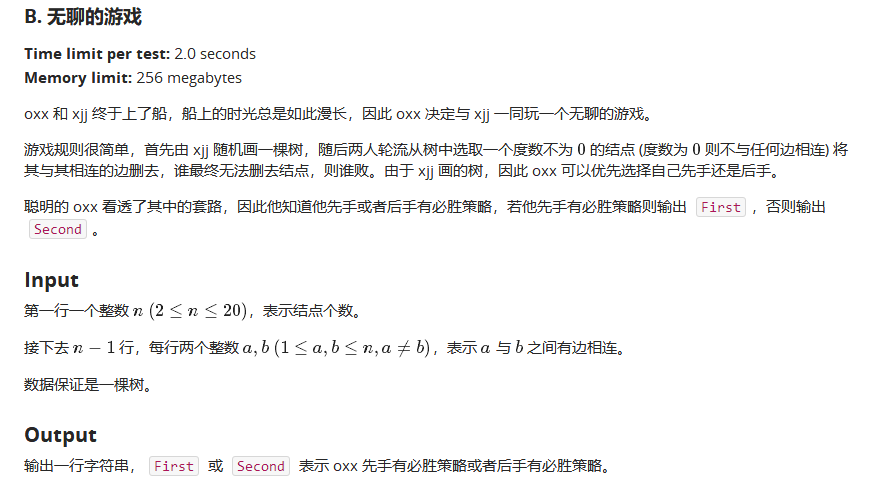 B. 无聊的游戏
Time limit per test: 2.0 seconds
Memory limit: 256 megabytes
oxx 和 xjj 终于上了船，船上的时光总是如此漫长，因此 oxx 决定与 xjj 一同玩一个无聊的游戏。
游戏规则很简单，首先由 xjj 随机画一棵树，随后两人轮流从树中选取一个度数不为 0 的结点 (度数为 0 则不与任何边相连) 将
其与其相连的边删去，谁最终无法删去结点，则谁败。由于 xjj 画的树，因此 oxx 可以优先选择自己先手还是后手。
聪明的 oxx 看透了其中的套路，因此他知道他先手或者后手有必胜策略，若他先手有必胜策略则输出 First ，否则输出
Second 。
Input
第一行一个整数 n (2 ≤ n ≤ 20)，表示结点个数。
接下去 n − 1 行，每行两个整数 a, b (1 ≤ a, b ≤ n, a ≠ b)，表示 a 与 b 之间有边相连。
数据保证是一棵树。
Output
输出一行字符串， First 或 Second 表示 oxx 先手有必胜策略或者后手有必胜策略。